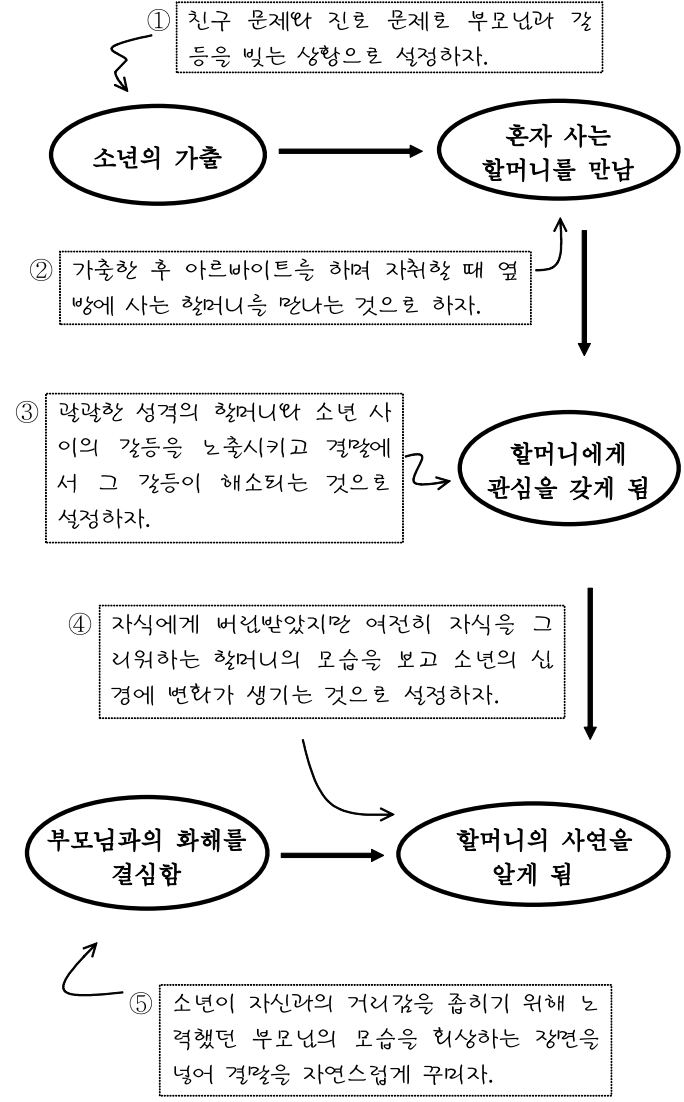 ① 친구 문제와 진로 문제로 부모님과 갈
등을 빚는 상황으로 설정하자.
소년의 가출
혼자 사는
할머니를 만남
② 가출한 후 아르바이트를 하며 자취할 때 옆
방에 사는 할머니를 만나는 것으로 하자.
③ 괄괄한 성격의 할머니와 소년 사
이의 갈등을 노출시키고 결말에
서 그 갈등이 해소되는 것으로
설정하자.
할머니에게
관심을 갖게 됨
④ 자식에게 버림받았지만 여전히 자식을 그
리워하는 할머니의 모습을 보고 소년의 심
경에 변화가 생기는 것으로 설정하자.
부모님과의 화해를
결심함
할머니의 사연을
알게 됨
⑤ 소년이 자신과의 거리감을 좁히기 위해 노
력했던 부모님의 모습을 회상하는 장면을
넣어 결말을 자연스럽게 꾸미자.